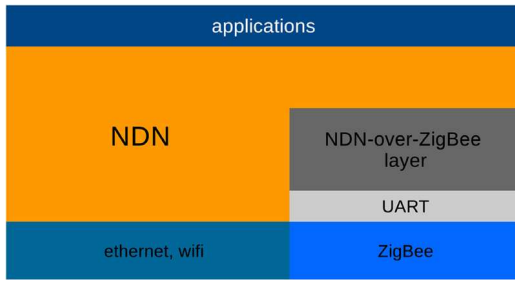 applications
NDN
NDN-over-ZigBee
layer
UART
ethernet, wifi
ZigBee